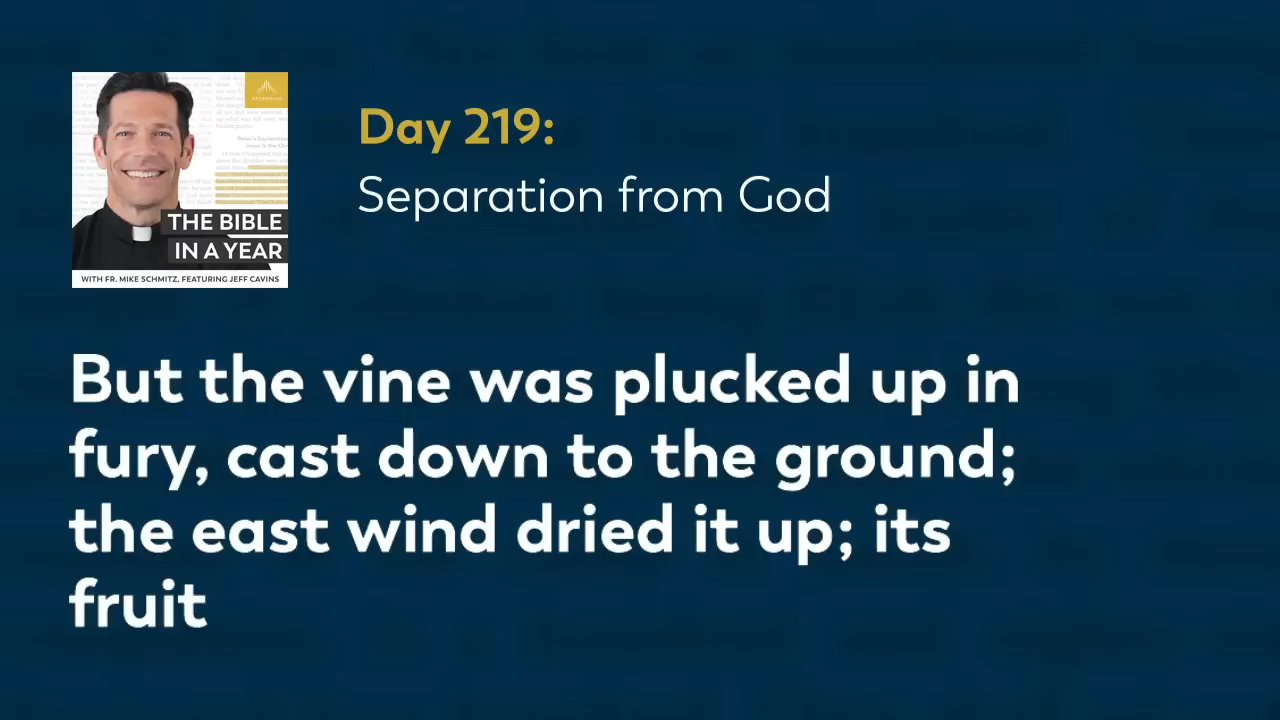 Day 219:
Separation from God
THE BIBLE
IN A YEAR
WITH FR. MIKE SCHMITZ, FEATURING JEFF CAVINS
But the vine was plucked up in
fury, cast down to the ground;
the east wind dried it up; its
fruit